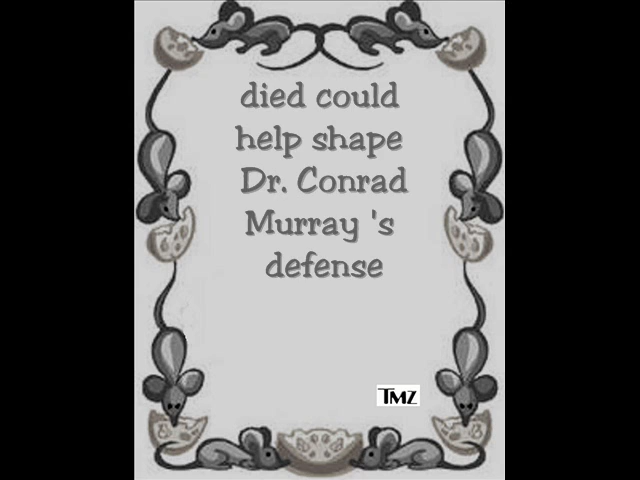 died could
help shape
Dr. Conrad
Murray 's
defense
TMZ